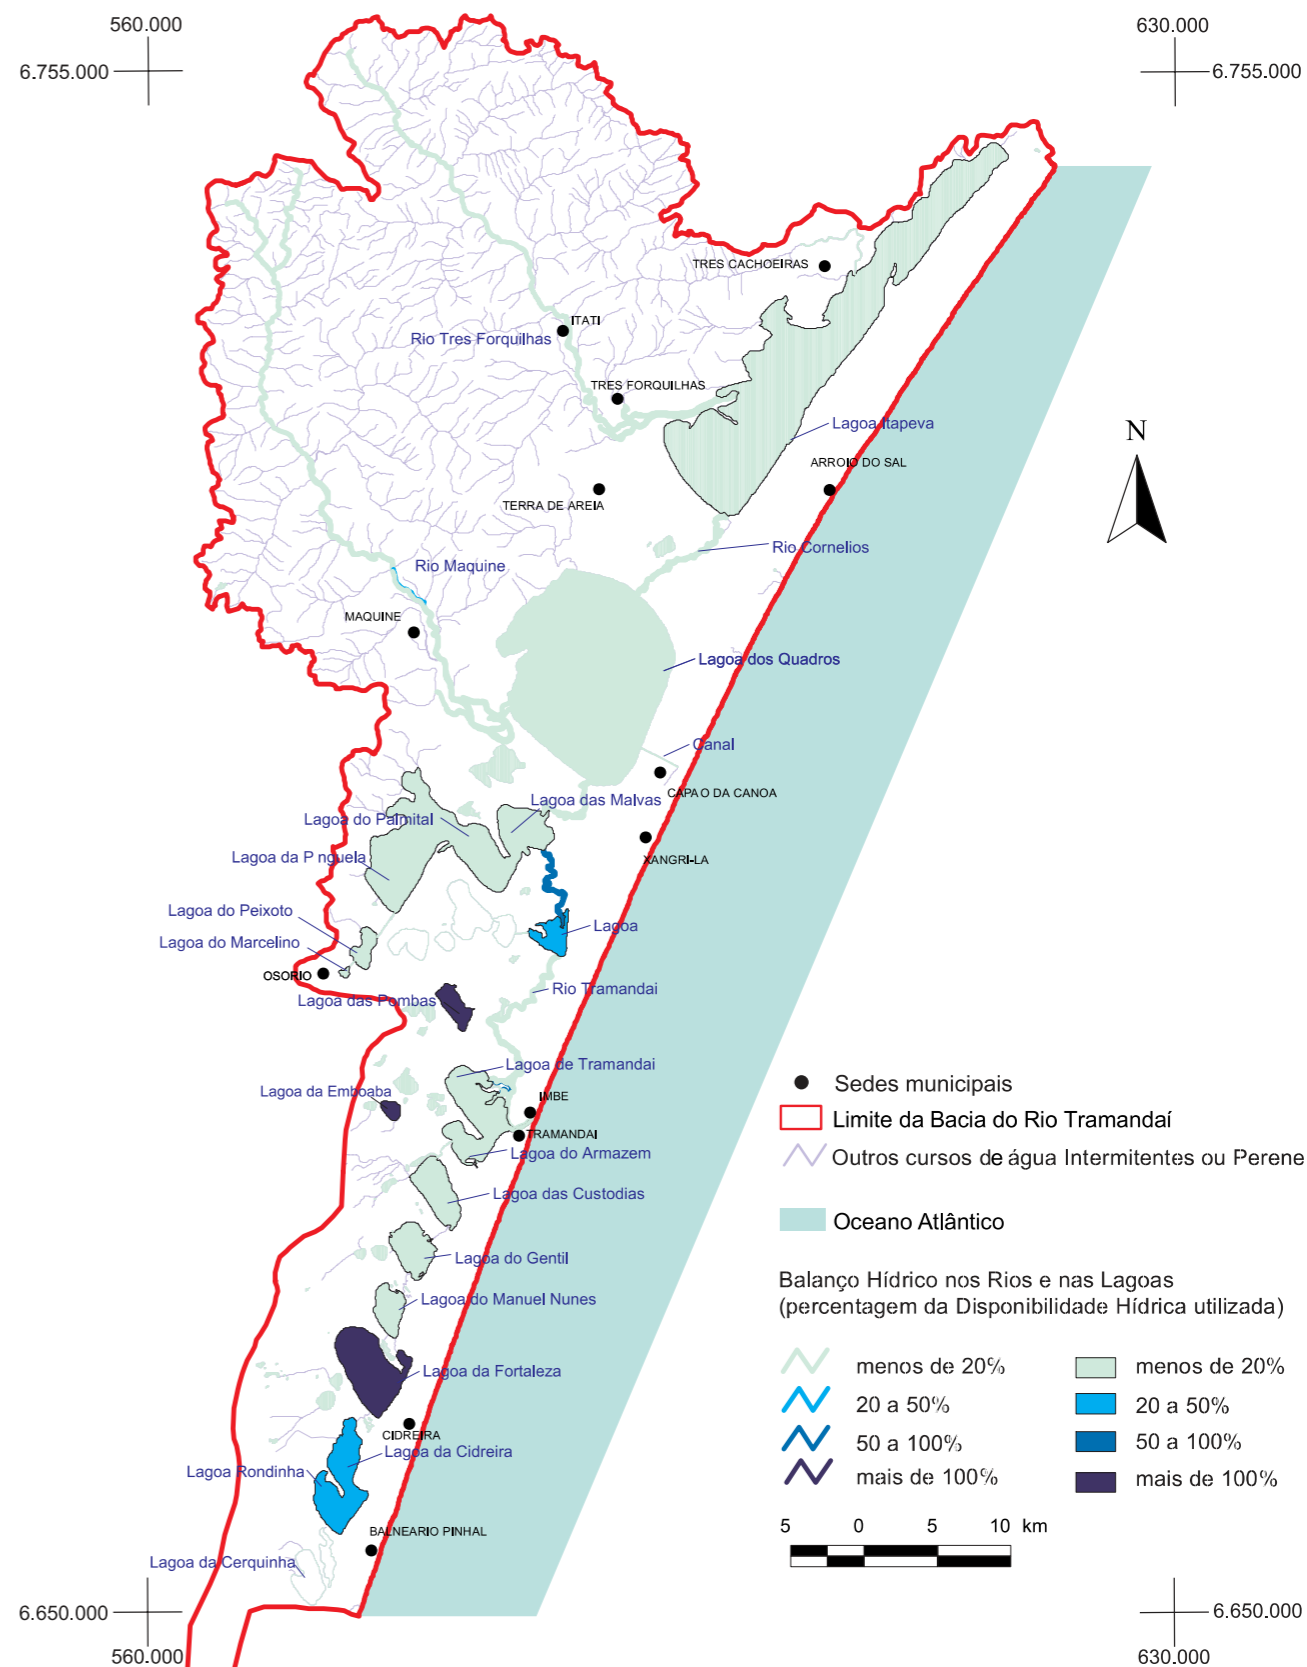 560.000
630.000
6.755.000
6.755.000
TRES CACHOEIRAS
ITATI
Rio Tres Forquilhas
TRES FORQUILHAS
Lagoa Itapeva
N
ARROIO DO SAL
TERRA DE AREIA
Rio Cornelios
Rio Maquine
MAQUINE
Lagoa dos Quadros
Canal
CAPAO DA CANOA
Lagoa das Malvas
Lagoa do Palmital
Lagoa da P nguela
XANGRI-LA
Lagoa do Peixoto
Lagoa
Lagoa do Marcelino
OSORIO
Rio Tramandai
Lagoa das Pombas
Lagoa de Tramandai
Lagoa da Emboaba
IMBE
TRAMANDAI
Lagoa do Armazem
Lagoa das Custodias
Lagoa do Gentil
Lagoa do Manuel Nunes
Lagoa da Fortaleza
CIDREIRA
Lagoa da Cidreira
Lagoa Rondinha
BALNEARIO PINHAL
Lagoa da Cerquinha
Sedes municipais
Limite da Bacia do Rio Tramandaí
Outros cursos de água Intermitentes ou Perene
Oceano Atlântico
Balanço Hídrico nos Rios e nas Lagoas
(percentagem da Disponibilidade Hídrica utilizada)
menos de 20% menos de 20%
20 a 50% 20 a 50%
50 a 100% 50 a 100%
mais de 100% mais de 100%
5 0 5 10 km
6.650.000
6.650.000
560.000
630.000